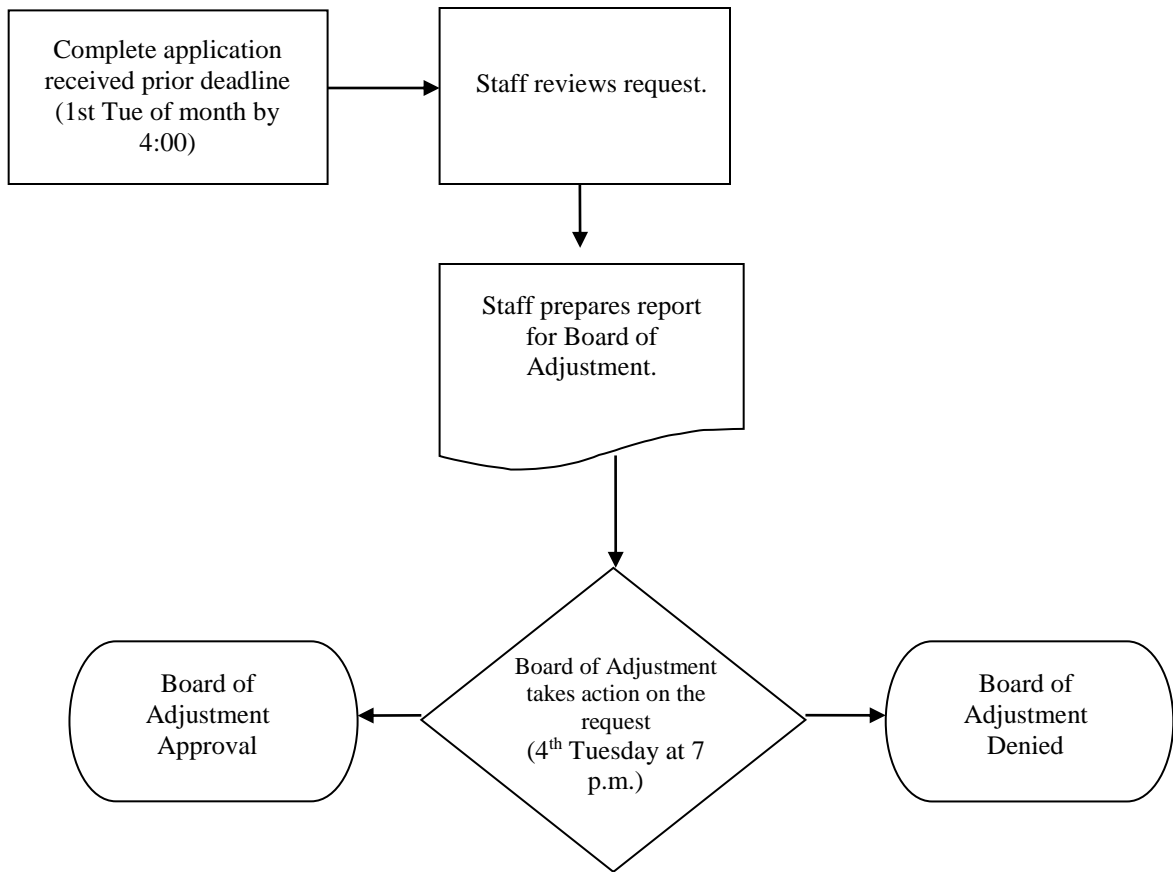 Complete application
received prior deadline
(1st Tue of month by
4:00)
Staff reviews request.
Staff prepares report
for Board of
Adjustment.
Board of Adjustment
takes action on the
request
(4th Tuesday at 7
p.m.)
Board of
Adjustment
Approval
Board of
Adjustment
Denied